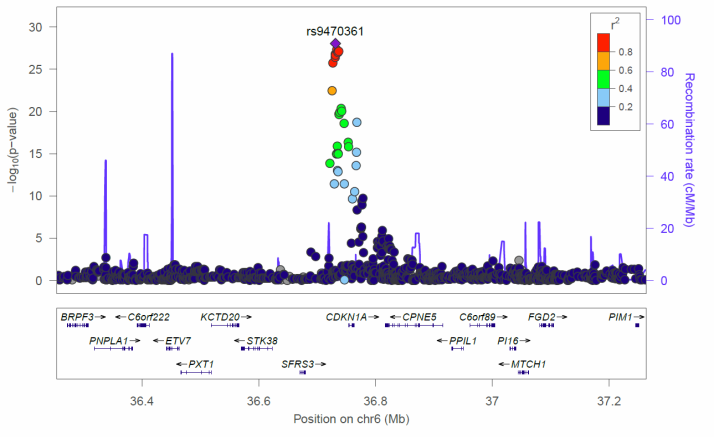 rs9470361
30
25
20
15
10
5
0
−log10(p−value)
100
80
60
40
20
0
Recombination rate (cM/Mb)
r2
0.8
0.6
0.4
0.2
BRPF3 C6orf222 KCTD20 CDKN1A CPNE5 C6orf89 FGD2 PIM1
PNPLA1 ETV7 STK38 PPIL1 PI16
PXT1 SFRS3 MTCH1
36.4 36.6 36.8 37 37.2
Position on chr6 (Mb)